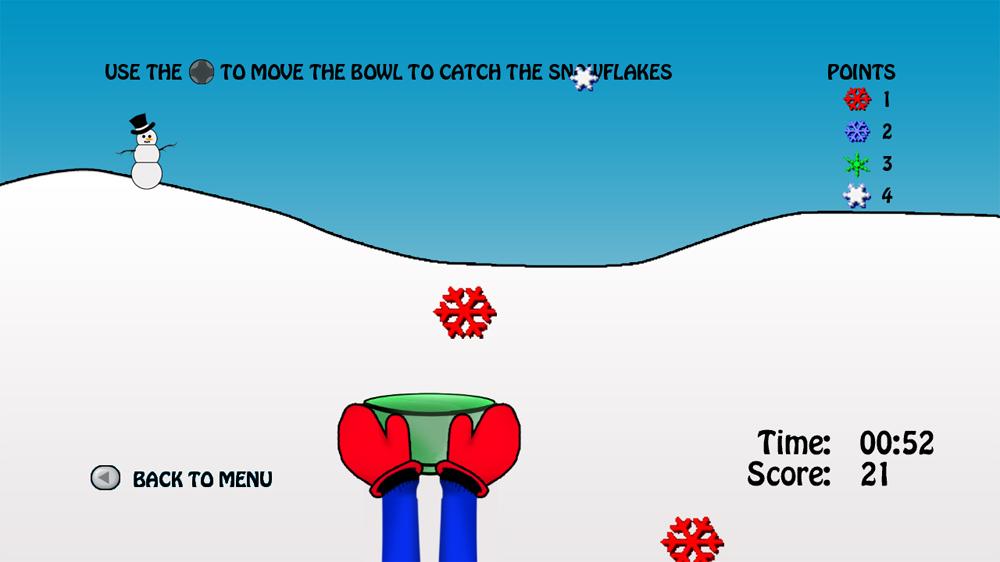 USE THE TO MOVE THE BOWL TO CATCH THE SNOWFLAKES
POINTS
1
2
3
4
Time: 00:52
Score: 21
BACK TO MENU